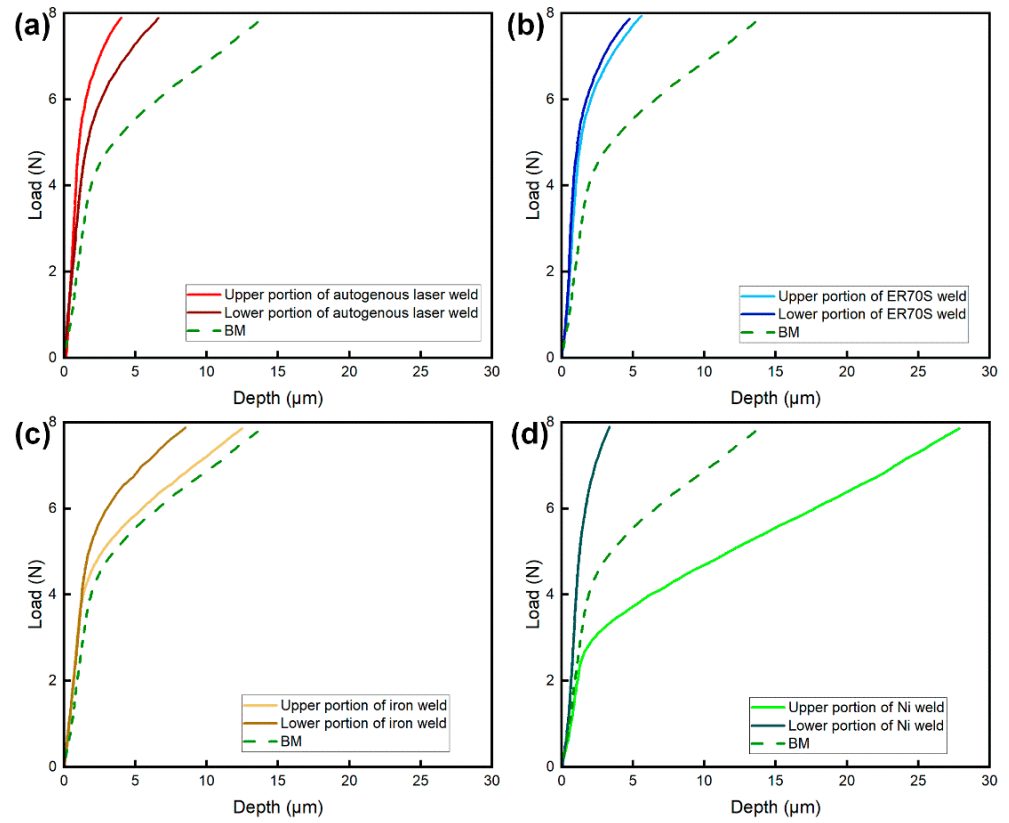 (a)
8
6
4
2
0
Load (N)
Upper portion of autogenous laser weld
Lower portion of autogenous laser weld
BM
0 5 10 15 20 25 30
Depth (μm)
(b)
8
6
4
2
0
Load (N)
Upper portion of ER70S weld
Lower portion of ER70S weld
BM
0 5 10 15 20 25 30
Depth (μm)
(c)
8
6
4
2
0
Load (N)
Upper portion of iron weld
Lower portion of iron weld
BM
0 5 10 15 20 25 30
Depth (μm)
(d)
8
6
4
2
0
Load (N)
Upper portion of Ni weld
Lower portion of Ni weld
BM
0 5 10 15 20 25 30
Depth (μm)